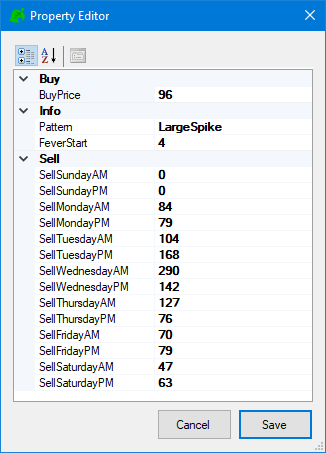 Property Editor
A
Z
Buy
BuyPrice 96
Info
Pattern LargeSpike
FeverStart 4
Sell
SellSundayAM 0
SellSundayPM 0
SellMondayAM 84
SellMondayPM 79
SellTuesdayAM 104
SellTuesdayPM 168
SellWednesdayAM 290
SellWednesdayPM 142
SellThursdayAM 127
SellThursdayPM 76
SellFridayAM 70
SellFridayPM 79
SellSaturdayAM 47
SellSaturdayPM 63
Cancel Save